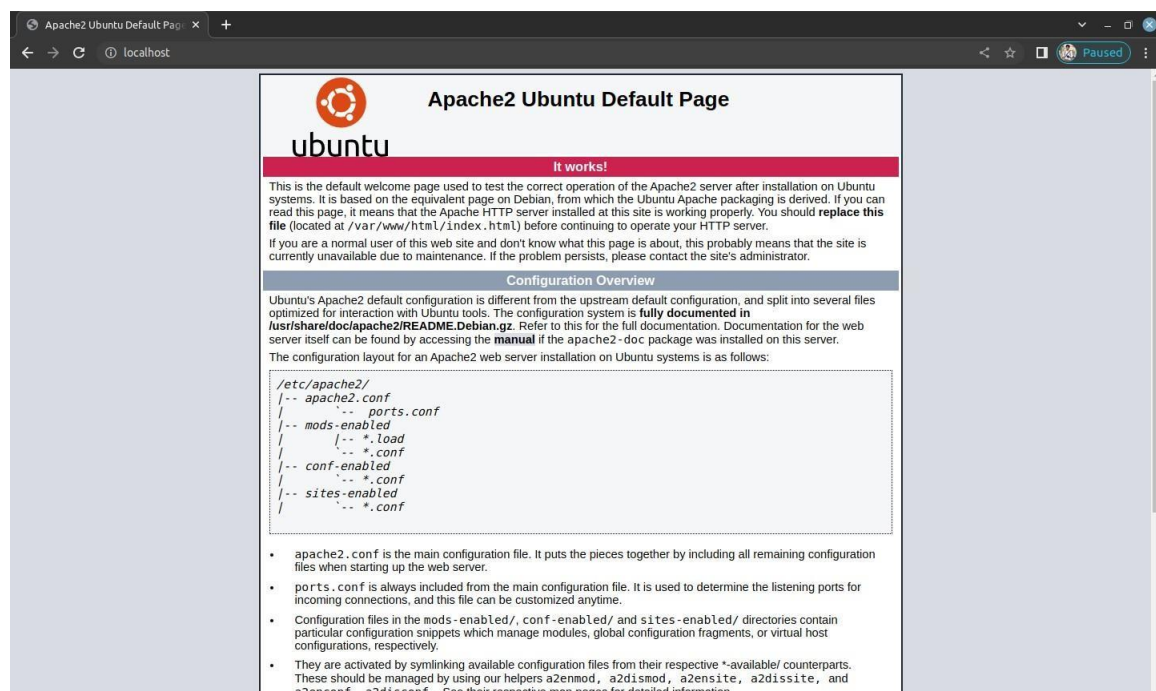 Apache2 Ubuntu Default Pag
localhost
Paused
ubuntu
Apache2 Ubuntu Default Page
It works!
This is the default welcome page used to test the correct operation of the Apache2 server after installation on Ubuntu
systems. It is based on the equivalent page on Debian, from which the Ubuntu Apache packaging is derived. If you can
read this page, it means that the Apache HTTP server installed at this site is working properly. You should replace this
file (located at /var/www/html/index.html) before continuing to operate your HTTP server.
If you are a normal user of this web site and don't know what this page is about, this probably means that the site is
currently unavailable due to maintenance. If the problem persists, please contact the site's administrator.
Configuration Overview
Ubuntu's Apache2 default configuration is different from the upstream default configuration, and split into several files
optimized for interaction with Ubuntu tools. The configuration system is fully documented in
/usr/share/doc/apache2/README.Debian.gz. Refer to this for the full documentation. Documentation for the web
server itself can be found by accessing the manual if the apache2-doc package was installed on this server.
The configuration layout for an Apache2 web server installation on Ubuntu systems is as follows:
/etc/apache2/
|-- apache2.conf
|       `--  ports.conf
|-- mods-enabled
|       |-- *.load
|       `-- *.conf
|-- conf-enabled
|       `-- *.conf
|-- sites-enabled
|       `-- *.conf
• apache2.conf is the main configuration file. It puts the pieces together by including all remaining configuration
files when starting up the web server.
• ports.conf is always included from the main configuration file. It is used to determine the listening ports for
incoming connections, and this file can be customized anytime.
• Configuration files in the mods-enabled/, conf-enabled/ and sites-enabled/ directories contain
particular configuration snippets which manage modules, global configuration fragments, or virtual host
configurations, respectively.
• They are activated by symlinking available configuration files from their respective *-available/ counterparts.
These should be managed by using our helpers a2enmod, a2dismod, a2ensite, a2dissite, and
a2enconf, a2disconf. See their respective man pages for detailed information.